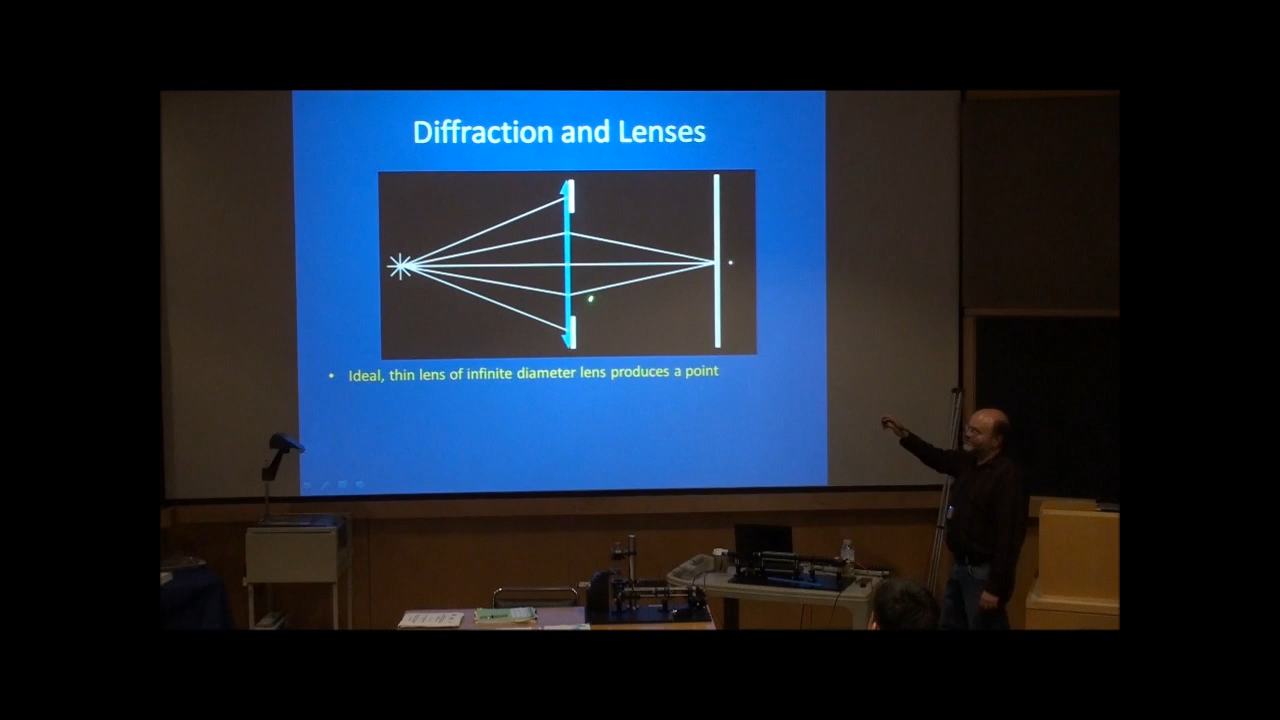 Diffraction and Lenses
• Ideal, thin lens of infinite diameter lens produces a point